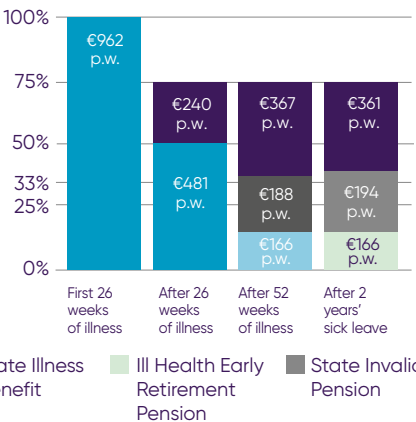 100%
75%
50%
33%
25%
0%
€962
p.w.
€240
p.w.
€481
p.w.
€367
p.w.
€188
p.w.
€166
p.w.
€361
p.w.
€194
p.w.
€166
p.w.
First 26
weeks
of illness
After 26
weeks
of illness
After 52
weeks
of illness
After 2
years'
sick leave
ate Illness
nefit
Ill Health Early
Retirement
Pension
State Invalid
Pension